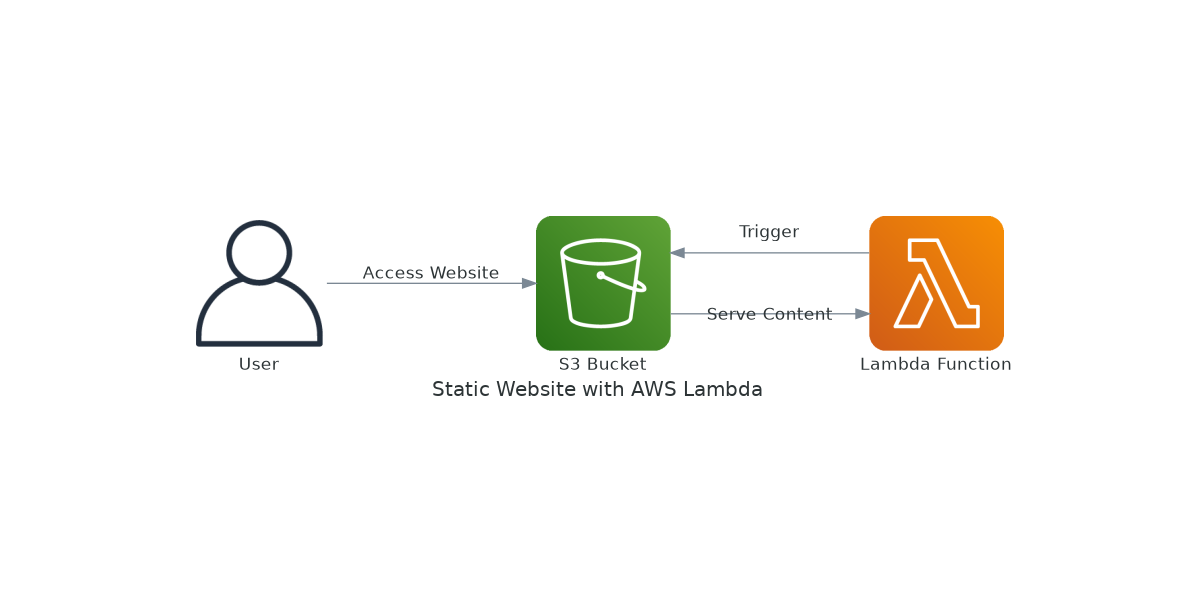 Trigger
Access Website
Serve Content
User
S3 Bucket
Lambda Function
Static Website with AWS Lambda